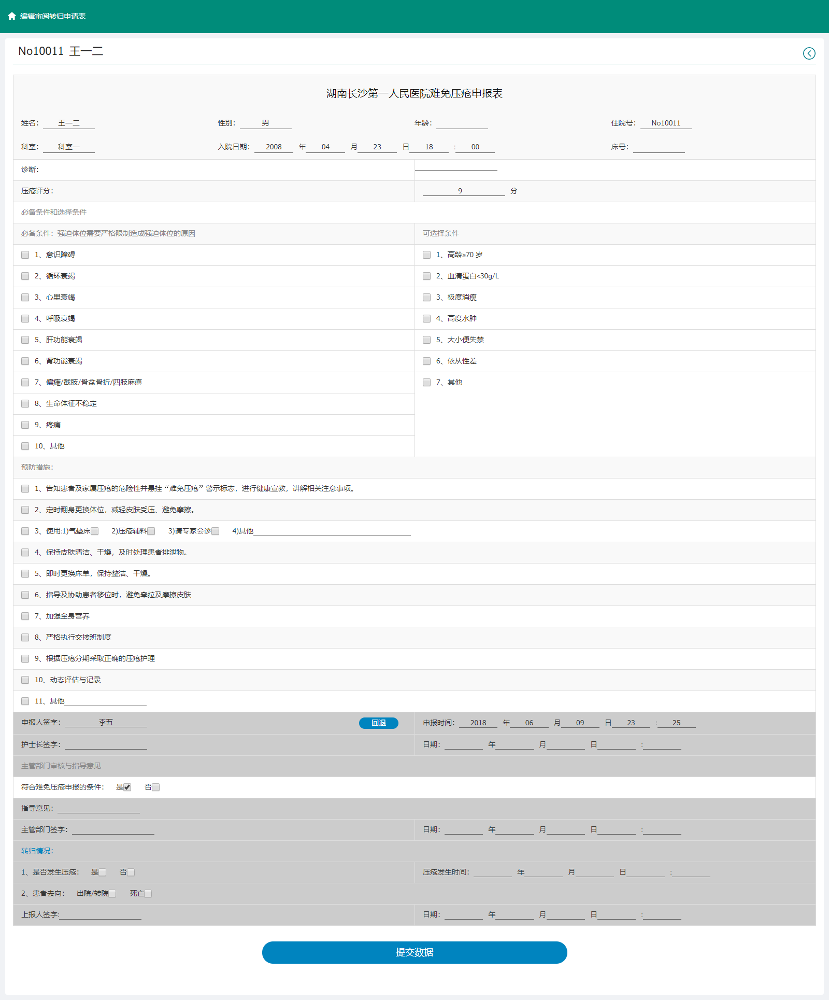 编辑审阅转归申请表
No10011 王一二
湖南长沙第一人民医院难免压疮申报表
姓名： 王一二 性别： 男 年龄： 住院号： No10011
科室： 科室一 入院日期： 2008 年 04 月 23 日 18 : 00 床号：
诊断：
压疮评分： 9 分
必备条件和选择条件
必备条件：强迫体位需要严格限制造成强迫体位的原因 可选择条件
1、意识障碍 1、高龄≥70 岁
2、循环衰竭 2、血清蛋白<30g/L
3、心里衰竭 3、极度消瘦
4、呼吸衰竭 4、高度水肿
5、肝功能衰竭 5、大小便失禁
6、肾功能衰竭 6、依从性差
7、偏瘫/截肢/骨盆骨折/四肢麻痹 7、其他
8、生命体征不稳定
9、疼痛
10、其他
预防措施：
1、告知患者及家属压疮的危险性并悬挂“难免压疮”警示标志，进行健康宣教，讲解相关注意事项。
2、定时翻身更换体位，减轻皮肤受压、避免摩擦。
3、使用:1)气垫床 2)压疮辅料 3)请专家会诊 4)其他
4、保持皮肤清洁、干燥，及时处理患者排泄物。
5、即时更换床单，保持整洁、干燥。
6、指导及协助患者移位时，避免牵拉及摩擦皮肤
7、加强全身营养
8、严格执行交接班制度
9、根据压疮分期采取正确的压疮护理
10、动态评估与记录
11、其他
申报人签字： 李五 回退 申报时间： 2018 年 06 月 09 日 23 : 25
护士长签字： 日期： 年 月 日 :
主管部门审核与指导意见
符合难免压疮申报的条件： 是 否
指导意见：
主管部门签字： 日期： 年 月 日 :
转归情况：
1、是否发生压疮： 是 否 压疮发生时间： 年 月 日 :
2、患者去向： 出院/转院 死亡
上报人签字: 日期： 年 月 日 :
提交数据